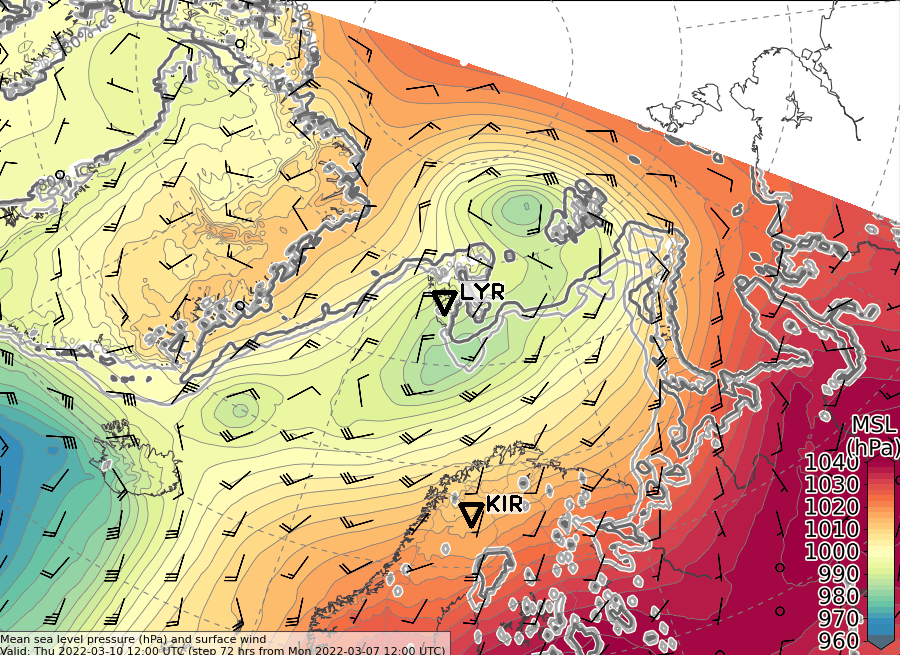 LYR
KIR
MSL
(hPa)
1040
1030
1020
1010
1000
990
980
970
960
Mean sea level pressure (hPa) and surface wind
Valid: Thu 2022-03-10 12:00 UTC (step 72 hrs from Mon 2022-03-07 12:00 UTC)